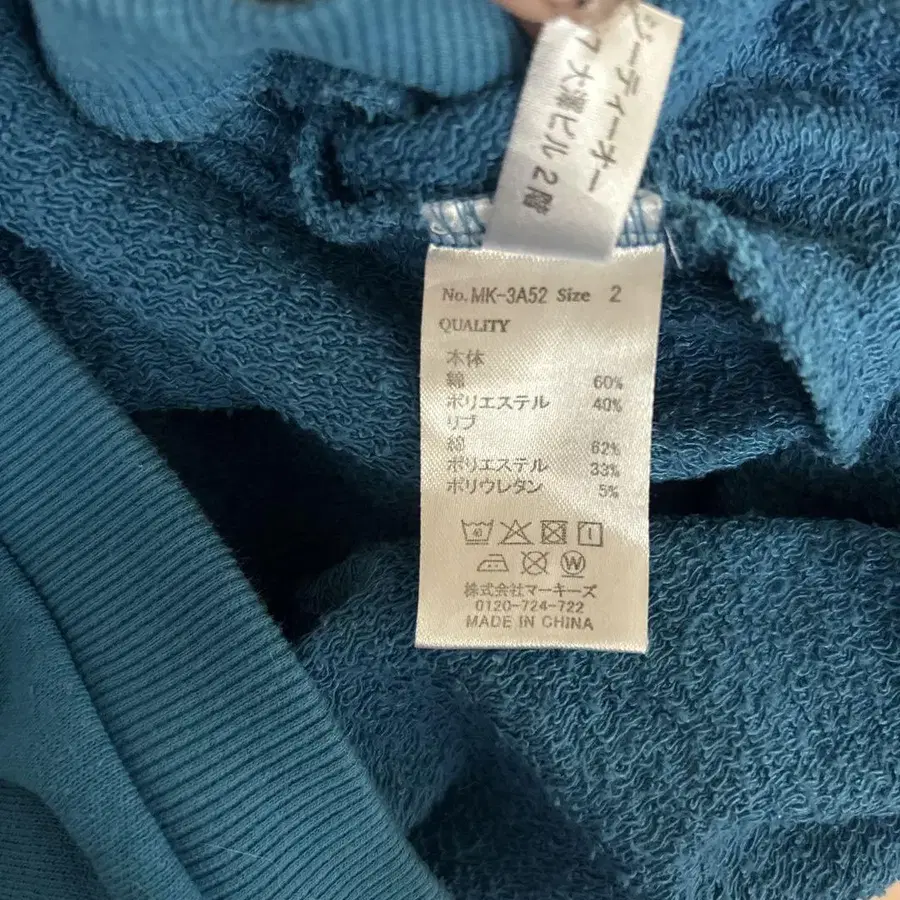 ジーティーオー
7 大溝ビル 2階
No. MK-3A52 Size 2
QUALITY
本体
綿 60%
ポリエステル 40%
リブ
綿 62%
ポリエステル 33%
ポリウレタン 5%
40
W
株式会社マーキーズ
0120-724-722
MADE IN CHINA